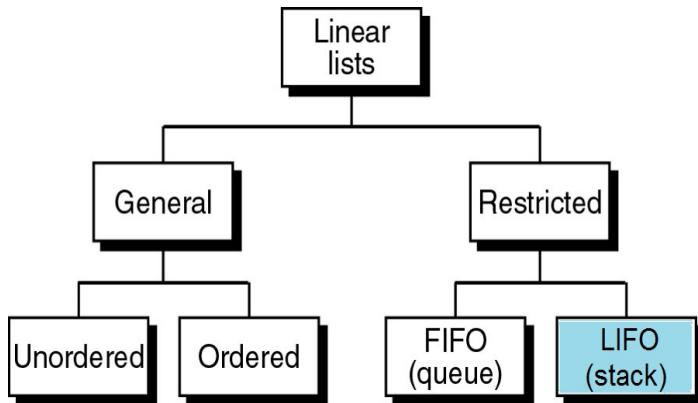 Linear
lists
General
Restricted
Unordered
Ordered
FIFO
(queue)
LIFO
(stack)